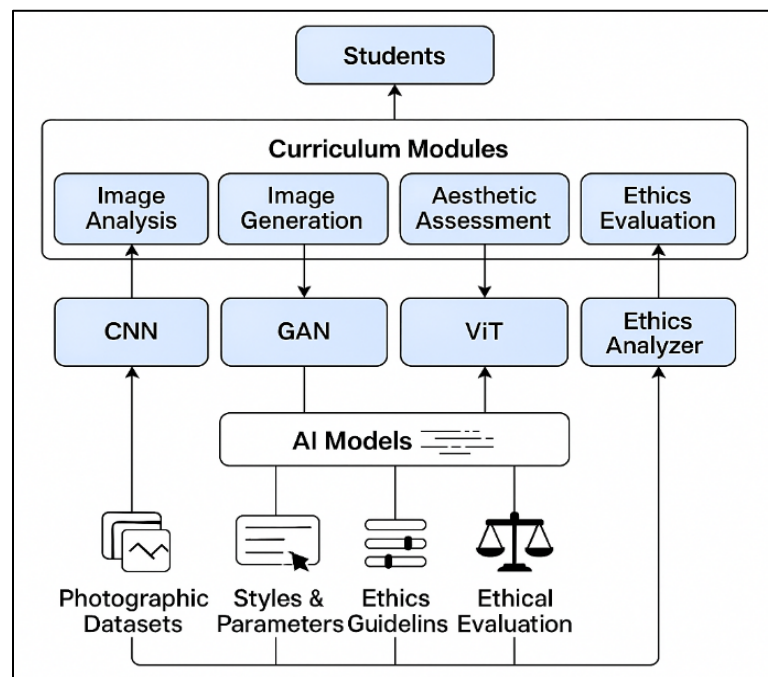 Students
Curriculum Modules
Image
Analysis
Image
Generation
Aesthetic
Assessment
Ethics
Evaluation
CNN
GAN
ViT
Ethics
Analyzer
AI Models
Photographic
Datasets
Styles &
Parameters
Ethics
Guidelins
Ethical
Evaluation